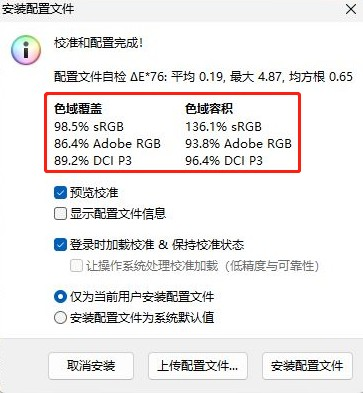 安装配置文件
校准和配置完成！
配置文件自检 ΔE*76: 平均 0.19, 最大 4.87, 均方根 0.65
色域覆盖 色域容积
98.5% sRGB 136.1% sRGB
86.4% Adobe RGB 93.8% Adobe RGB
89.2% DCI P3 96.4% DCI P3
预览校准
显示配置文件信息
登录时加载校准 & 保持校准状态
让操作系统处理校准加载（低精度与可靠性）
仅为当前用户安装配置文件
安装配置文件为系统默认值
取消安装 上传配置文件... 安装配置文件